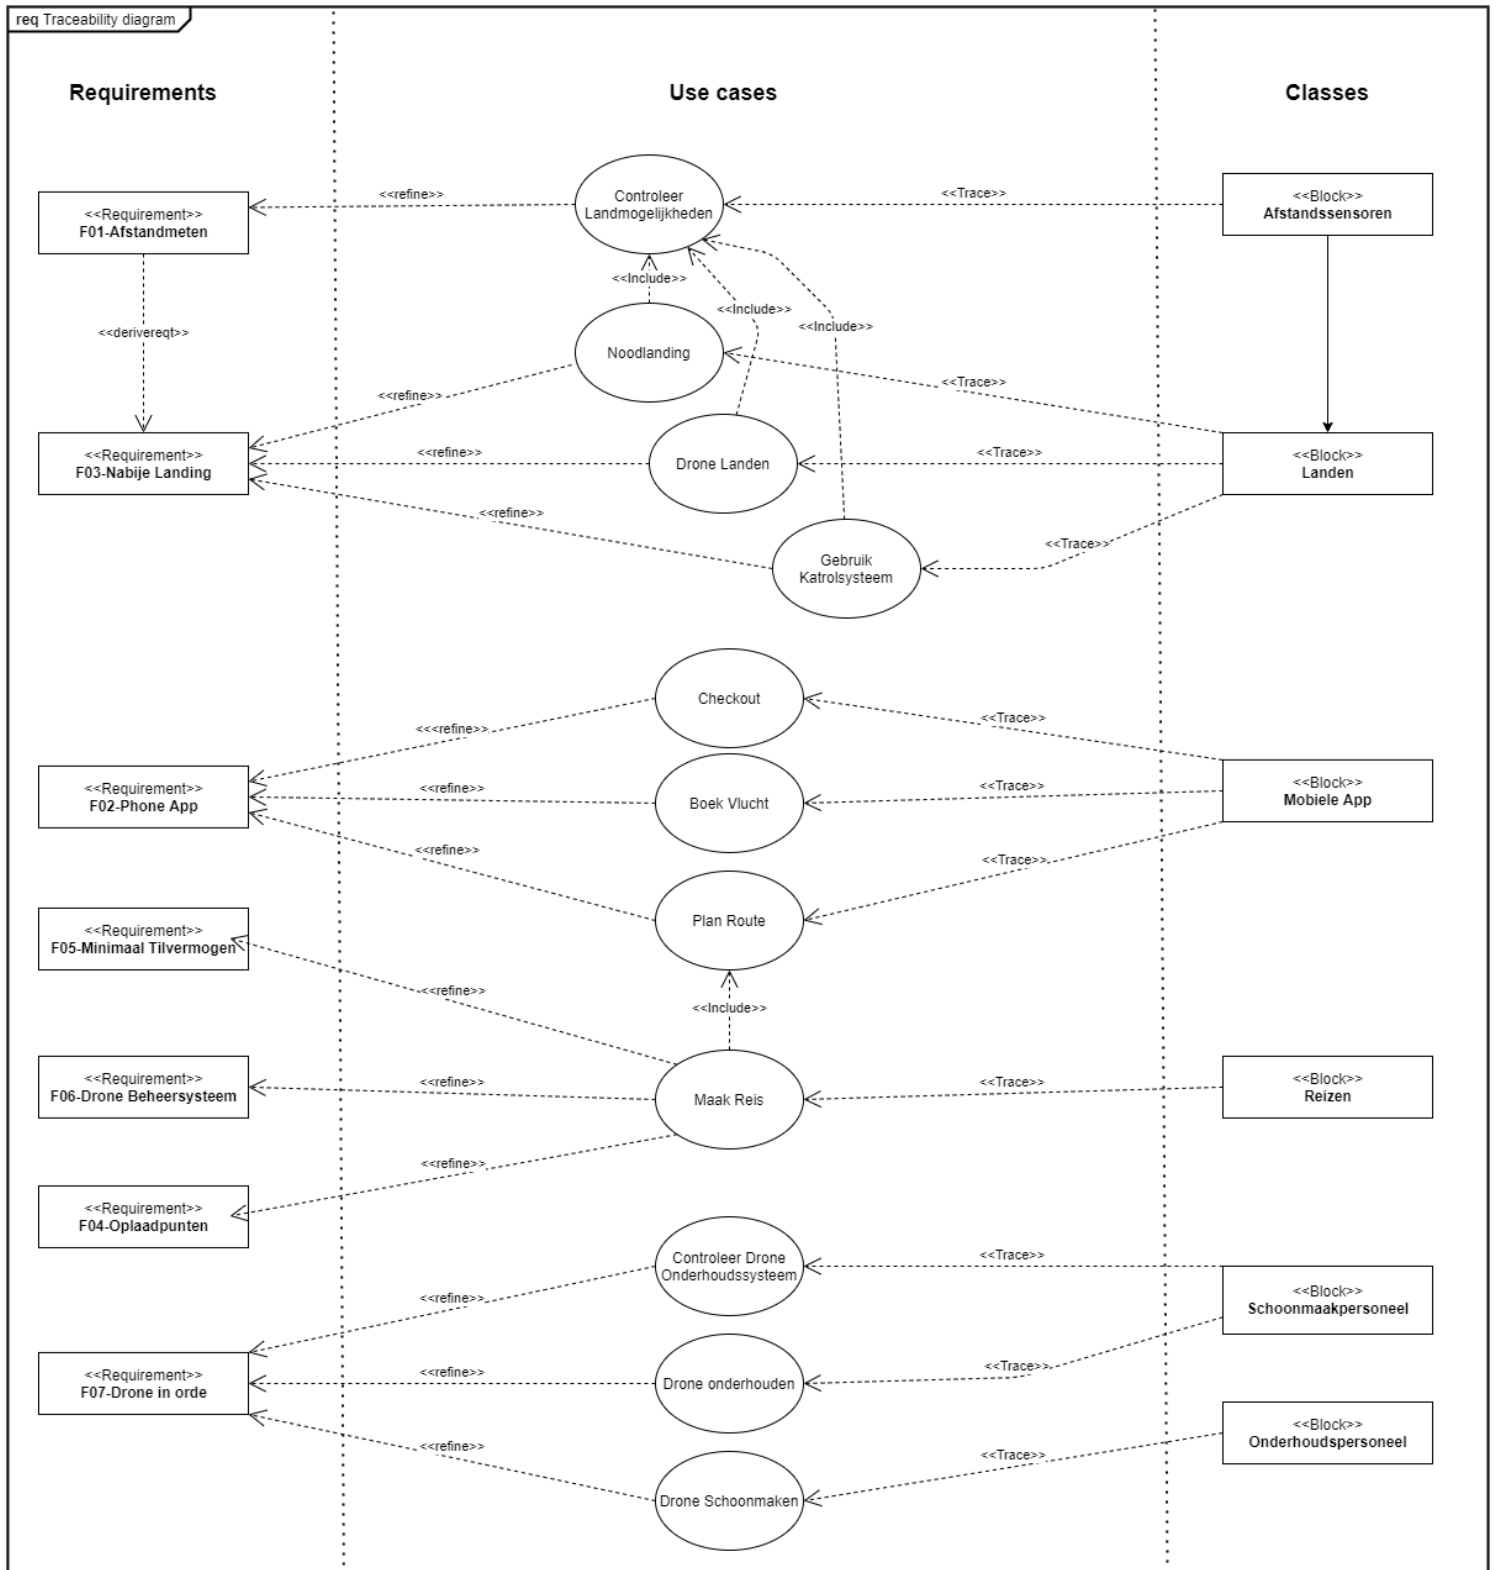 req Traceability diagram
Requirements
Use cases
Classes
<<Requirement>>
F01-Afstandmeten
<<refine>>
Controleer
Landmogelijkheden
<<Trace>>
<<Block>>
Afstandssensoren
<<Include>>
<<Include>>
<<Include>>
<<derivereqt>>
Noodlanding
<<Trace>>
<<refine>>
<<Requirement>>
F03-Nabije Landing
<<refine>>
Drone Landen
<<Trace>>
<<Block>>
Landen
<<refine>>
Gebruik
Katrolsysteem
<<Trace>>
Checkout
<<Trace>>
<<<refine>>
<<Requirement>>
F02-Phone App
<<refine>>
Boek Vlucht
<<Trace>>
<<Block>>
Mobiele App
<<refine>>
Plan Route
<<Trace>>
<<Requirement>>
F05-Minimaal Tilvermogen
<<refine>>
<<Include>>
<<Requirement>>
F06-Drone Beheersysteem
<<refine>>
Maak Reis
<<Trace>>
<<Block>>
Reizen
<<refine>>
<<Requirement>>
F04-Oplaadpunten
Controleer Drone
Onderhoudssysteem
<<Trace>>
<<refine>>
<<Block>>
Schoonmaakpersoneel
<<Requirement>>
F07-Drone in orde
<<refine>>
Drone onderhouden
<<Trace>>
<<Block>>
Onderhoudspersoneel
<<refine>>
Drone Schoonmaken
<<Trace>>